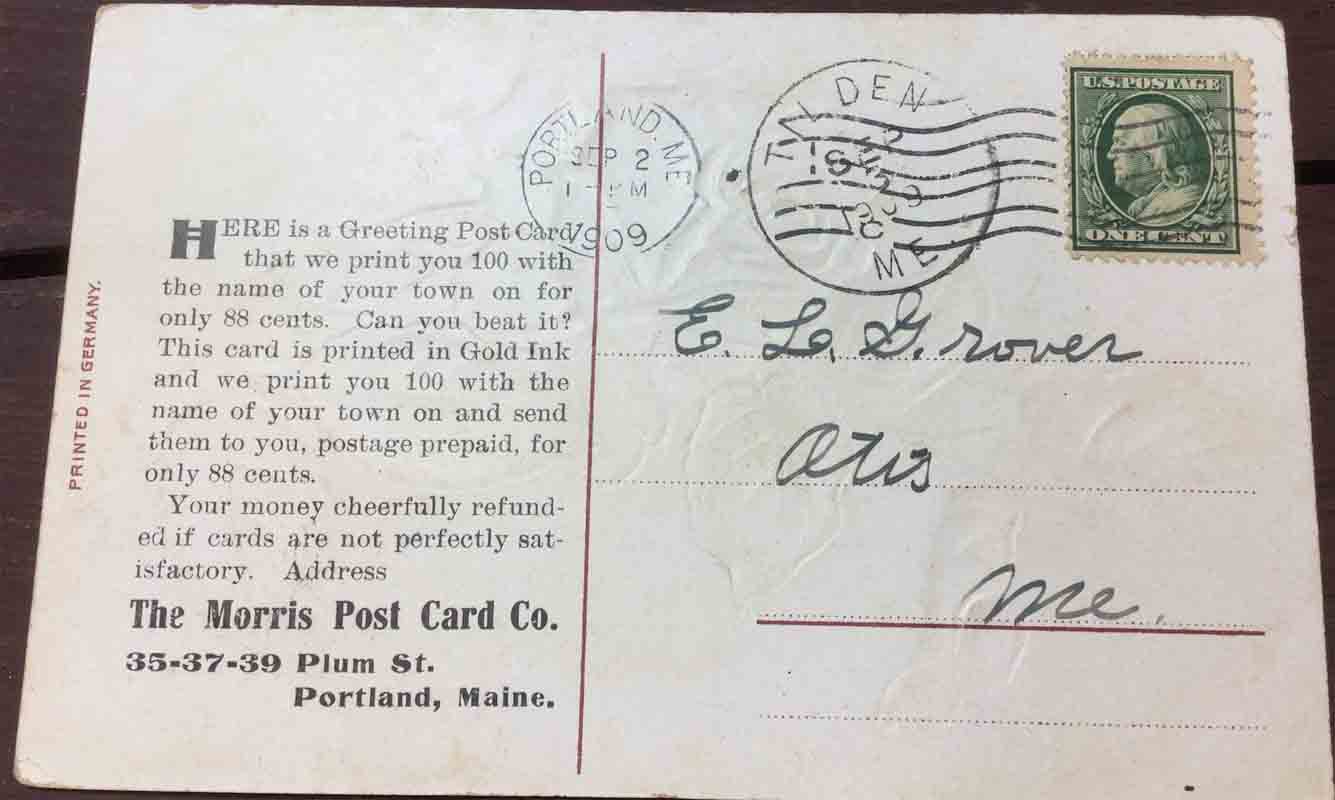 PRINTED IN GERMANY.
HERE is a Greeting Post Card
that we print you 100 with
the name of your town on for
only 88 cents. Can you beat it?
This card is printed in Gold Ink
and we print you 100 with the
name of your town on and send
them to you, postage prepaid, for
only 88 cents.
Your money cheerfully refund-
ed if cards are not perfectly sat-
isfactory. Address
The Morris Post Card Co.
35-37-39 Plum St.
Portland, Maine.
PORTLAND, ME
SEP 2
1909
TILDEN
ME
U.S. POSTAGE
ONE CENT
E. L. Grover
Otis
Me.